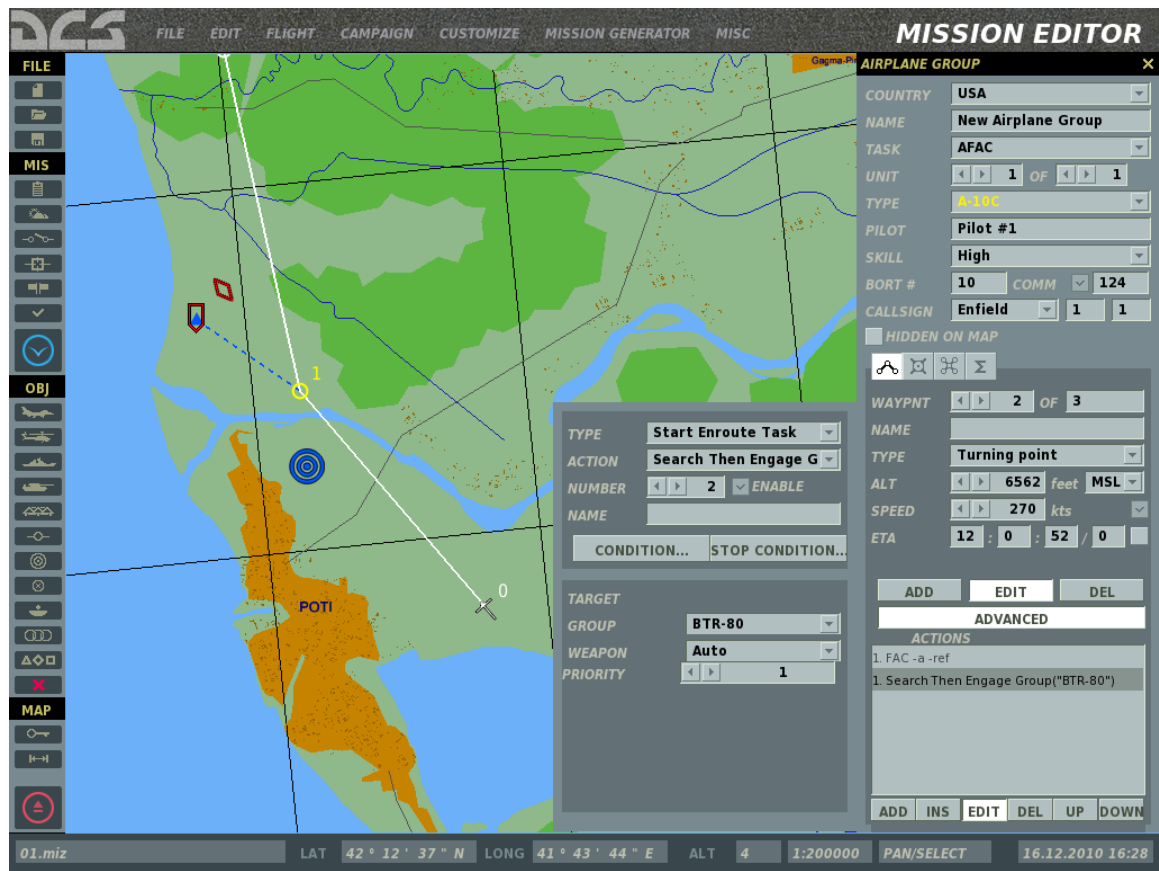 DCS
FILE EDIT FLIGHT CAMPAIGN CUSTOMIZE MISSION GENERATOR MISC
MISSION EDITOR
FILE
MIS
OBJ
MAP
Gagma-Pi
1
0
POTI
TYPE Start Enroute Task
ACTION Search Then Engage G
NUMBER 2 ENABLE
NAME
CONDITION... STOP CONDITION...
TARGET
GROUP BTR-80
WEAPON Auto
PRIORITY 1
AIRPLANE GROUP
COUNTRY USA
NAME New Airplane Group
TASK AFAC
UNIT 1 OF 1
TYPE A-10C
PILOT Pilot #1
SKILL High
BORT # 10 COMM 124
CALLSIGN Enfield 1 1
HIDDEN ON MAP
Σ
WAYPNT 2 OF 3
NAME
TYPE Turning point
ALT 6562 feet MSL
SPEED 270 kts
ETA 12 : 0 : 52 / 0
ADD EDIT DEL
ADVANCED
ACTIONS
1. FAC -a -ref
1. Search Then Engage Group("BTR-80")
ADD INS EDIT DEL UP DOWN
01.miz LAT 42 ° 12 ' 37 " N LONG 41 ° 43 ' 44 " E ALT 4 1:200000 PAN/SELECT 16.12.2010 16:28